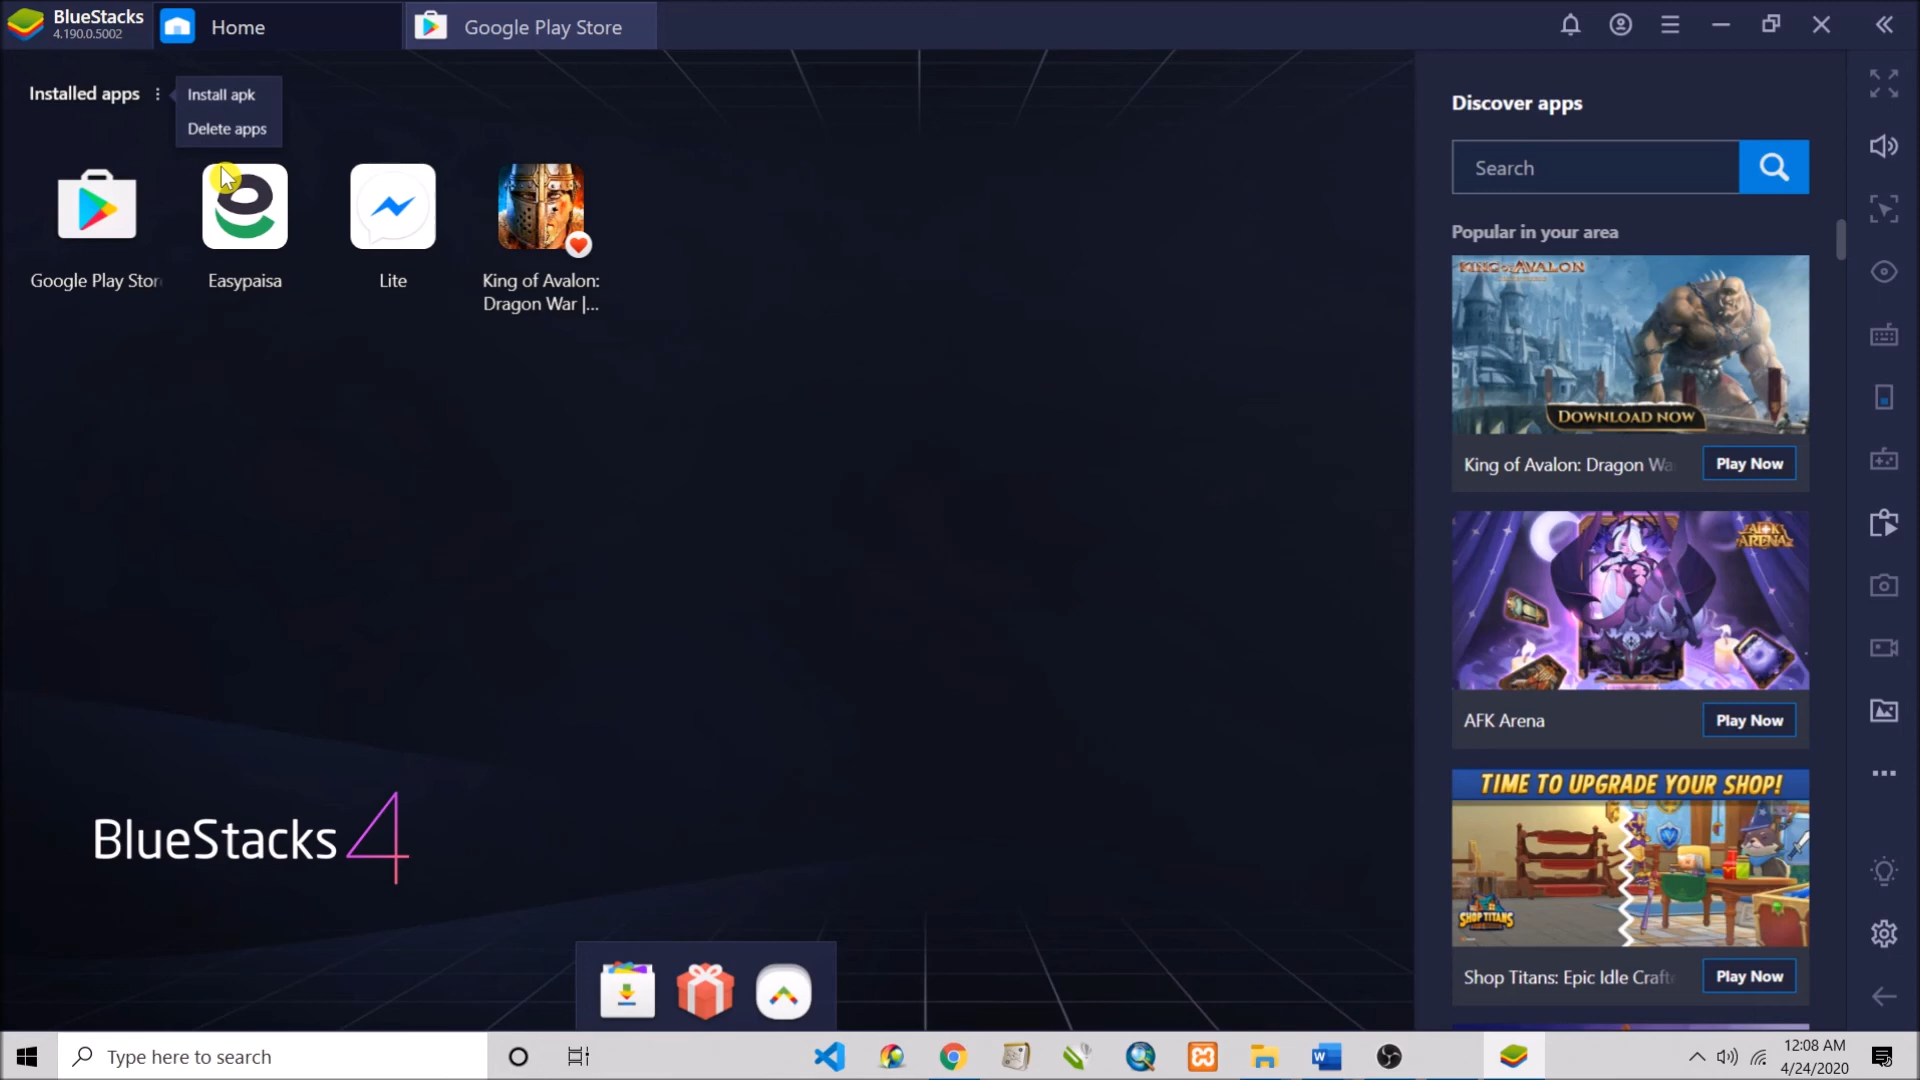 BlueStacks
4.190.0.5002
Home
Google Play Store
Installed apps
Install apk
Delete apps
Google Play Stor
Easypaisa
Lite
King of Avalon:
Dragon War |...
Discover apps
Search
Popular in your area
KING of AVALON
DOWNLOAD NOW
King of Avalon: Dragon Wa
Play Now
AFK
ARENA
AFK Arena
Play Now
TIME TO UPGRADE YOUR SHOP!
SHOP TITANS
Shop Titans: Epic Idle Craft
Play Now
BlueStacks 4
Type here to search
12:08 AM
4/24/2020